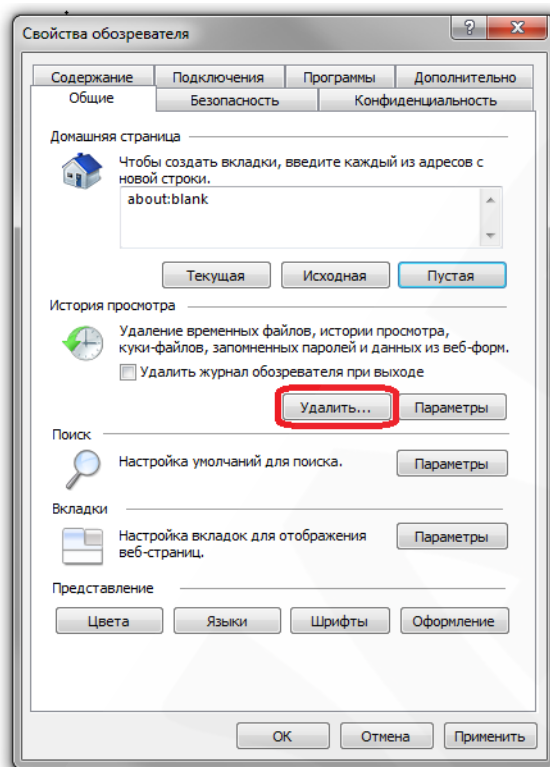 Свойства обозревателя
?
Содержание Подключения Программы Дополнительно
Общие Безопасность Конфиденциальность
Домашняя страница
Чтобы создать вкладки, введите каждый из адресов с
новой строки.
about:blank
Текущая Исходная Пустая
История просмотра
Удаление временных файлов, истории просмотра,
куки-файлов, запомненных паролей и данных из веб-форм.
Удалить журнал обозревателя при выходе
Удалить... Параметры
Поиск
Настройка умолчаний для поиска.
Параметры
Вкладки
Настройка вкладок для отображения
веб-страниц.
Параметры
Представление
Цвета Языки Шрифты Оформление
ОК Отмена Применить